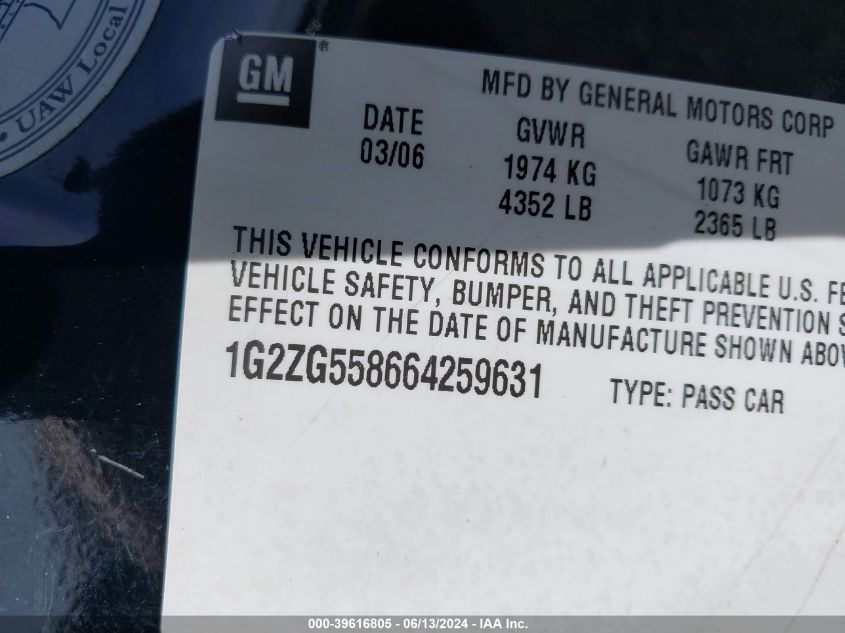 UAW Local
GM
®
MFD BY GENERAL MOTORS CORP
DATE
03/06
GVWR
1974 KG
4352 LB
GAWR FRT
1073 KG
2365 LB
THIS VEHICLE CONFORMS TO ALL APPLICABLE U.S. FE
VEHICLE SAFETY, BUMPER, AND THEFT PREVENTION S
EFFECT ON THE DATE OF MANUFACTURE SHOWN ABOV
1G2ZG558664259631
TYPE: PASS CAR
000-39616805 - 06/13/2024 - IAA Inc.